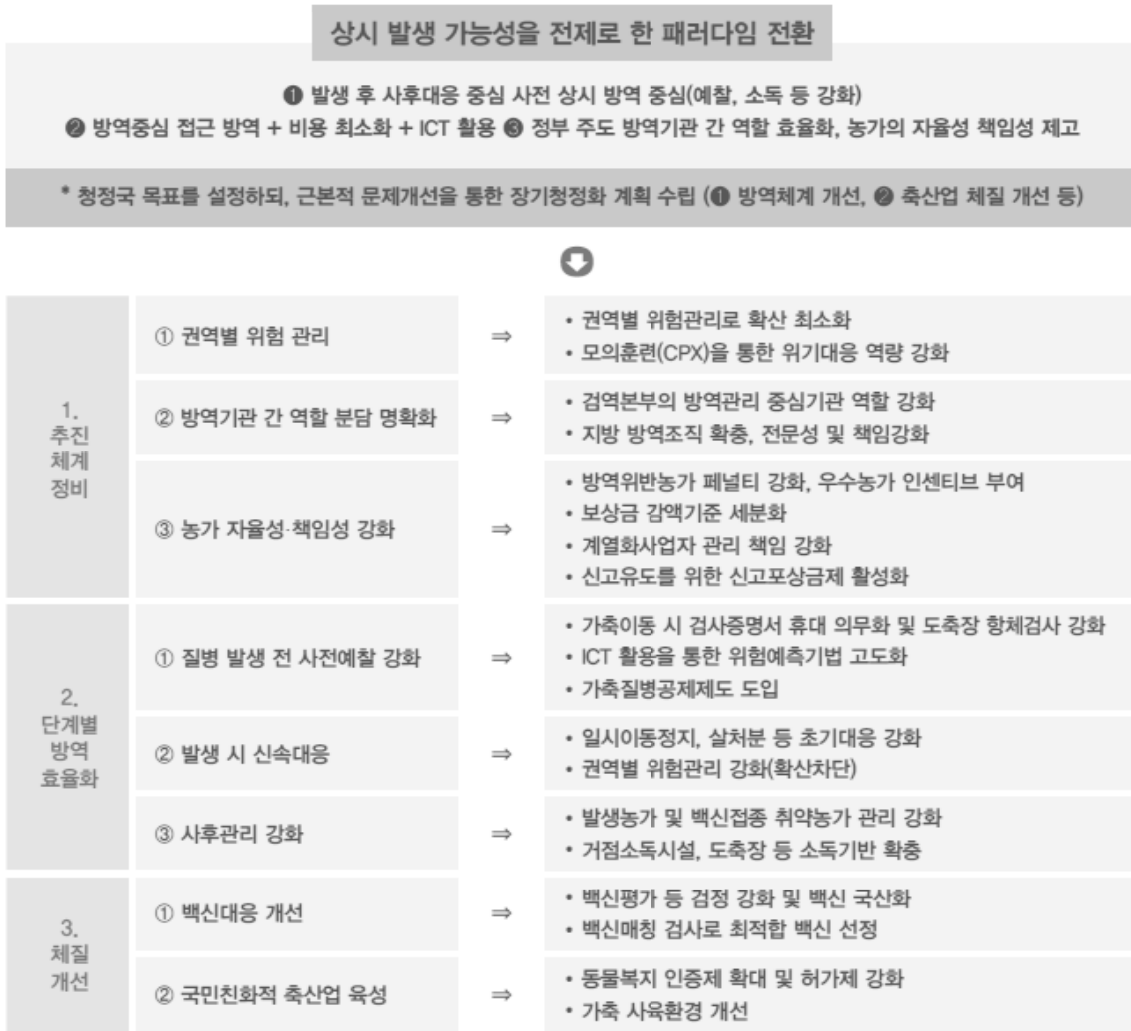 상시 발생 가능성을 전제로 한 패러다임 전환
❶ 발생 후 사후대응 중심 사전 상시 방역 중심(예찰, 소독 등 강화)
❷ 방역중심 접근 방역 + 비용 최소화 + ICT 활용 ❸ 정부 주도 방역기관 간 역할 효율화, 농가의 자율성 책임성 제고
* 청정국 목표를 설정하되, 근본적 문제개선을 통한 장기청정화 계획 수립 (❶ 방역체계 개선, ❷ 축산업 체질 개선 등)
1.
추진
체계
정비
① 권역별 위험 관리
⇒
• 권역별 위험관리로 확산 최소화
• 모의훈련(CPX)을 통한 위기대응 역량 강화
② 방역기관 간 역할 분담 명확화
⇒
• 검역본부의 방역관리 중심기관 역할 강화
• 지방 방역조직 확충, 전문성 및 책임강화
③ 농가 자율성·책임성 강화
⇒
• 방역위반농가 페널티 강화, 우수농가 인센티브 부여
• 보상금 감액기준 세분화
• 계열화사업자 관리 책임 강화
• 신고유도를 위한 신고포상금제 활성화
2.
단계별
방역
효율화
① 질병 발생 전 사전예찰 강화
⇒
• 가축이동 시 검사증명서 휴대 의무화 및 도축장 항체검사 강화
• ICT 활용을 통한 위험예측기법 고도화
• 가축질병공제제도 도입
② 발생 시 신속대응
⇒
• 일시이동정지, 살처분 등 초기대응 강화
• 권역별 위험관리 강화(확산차단)
③ 사후관리 강화
⇒
• 발생농가 및 백신접종 취약농가 관리 강화
• 거점소독시설, 도축장 등 소독기반 확충
3.
체질
개선
① 백신대응 개선
⇒
• 백신평가 등 검정 강화 및 백신 국산화
• 백신매칭 검사로 최적합 백신 선정
② 국민친화적 축산업 육성
⇒
• 동물복지 인증제 확대 및 허가제 강화
• 가축 사육환경 개선